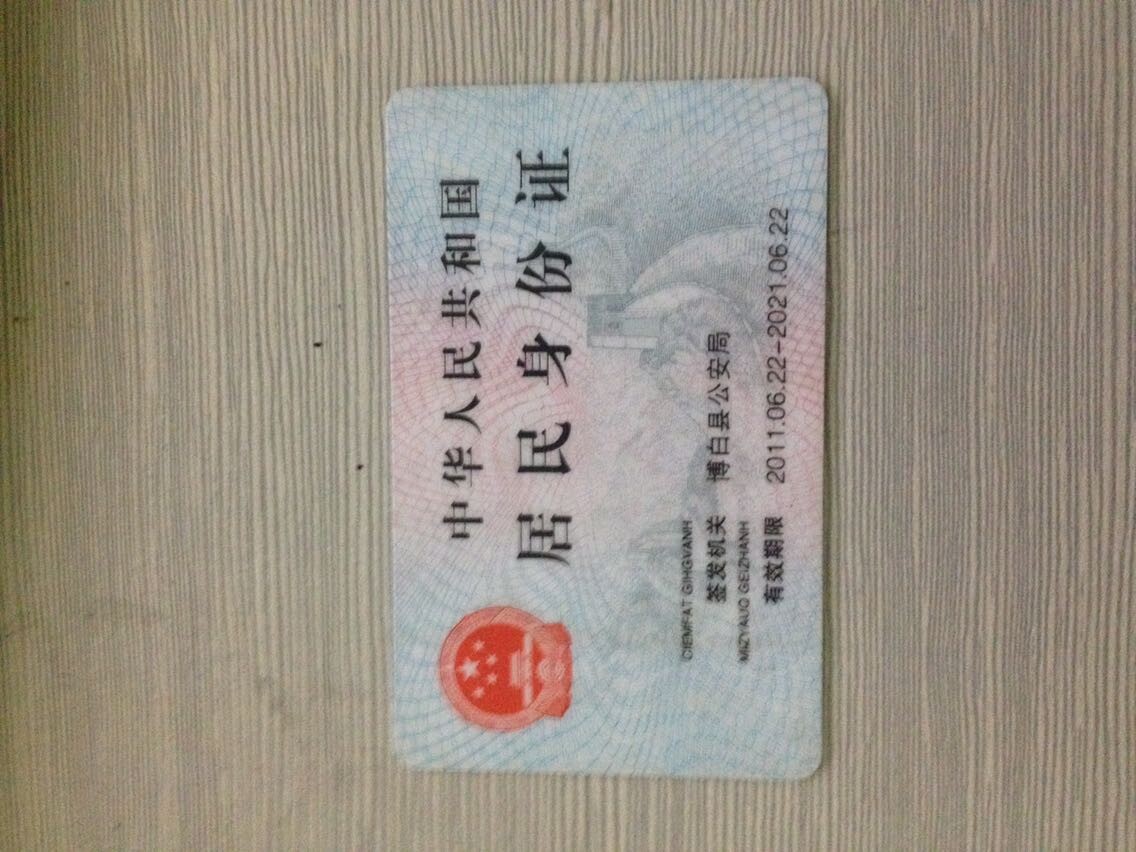 中华人民共和国
居民身份证
CIEMFAT GIHGVANH
签发机关 博白县公安局
MIZYAUQ GEIZHANH
有效期限 2011.06.22-2021.06.22